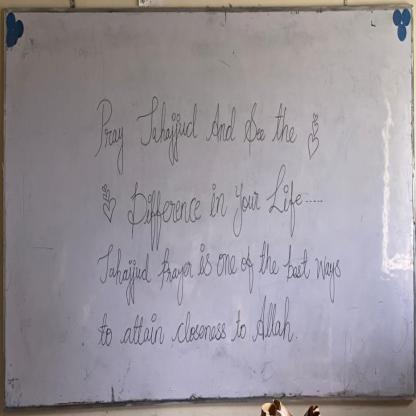 Pray Tahajjud And See the
Difference in Your Life.....
Tahajjud Prayer is one of the best ways
to attain closeness to Allah.